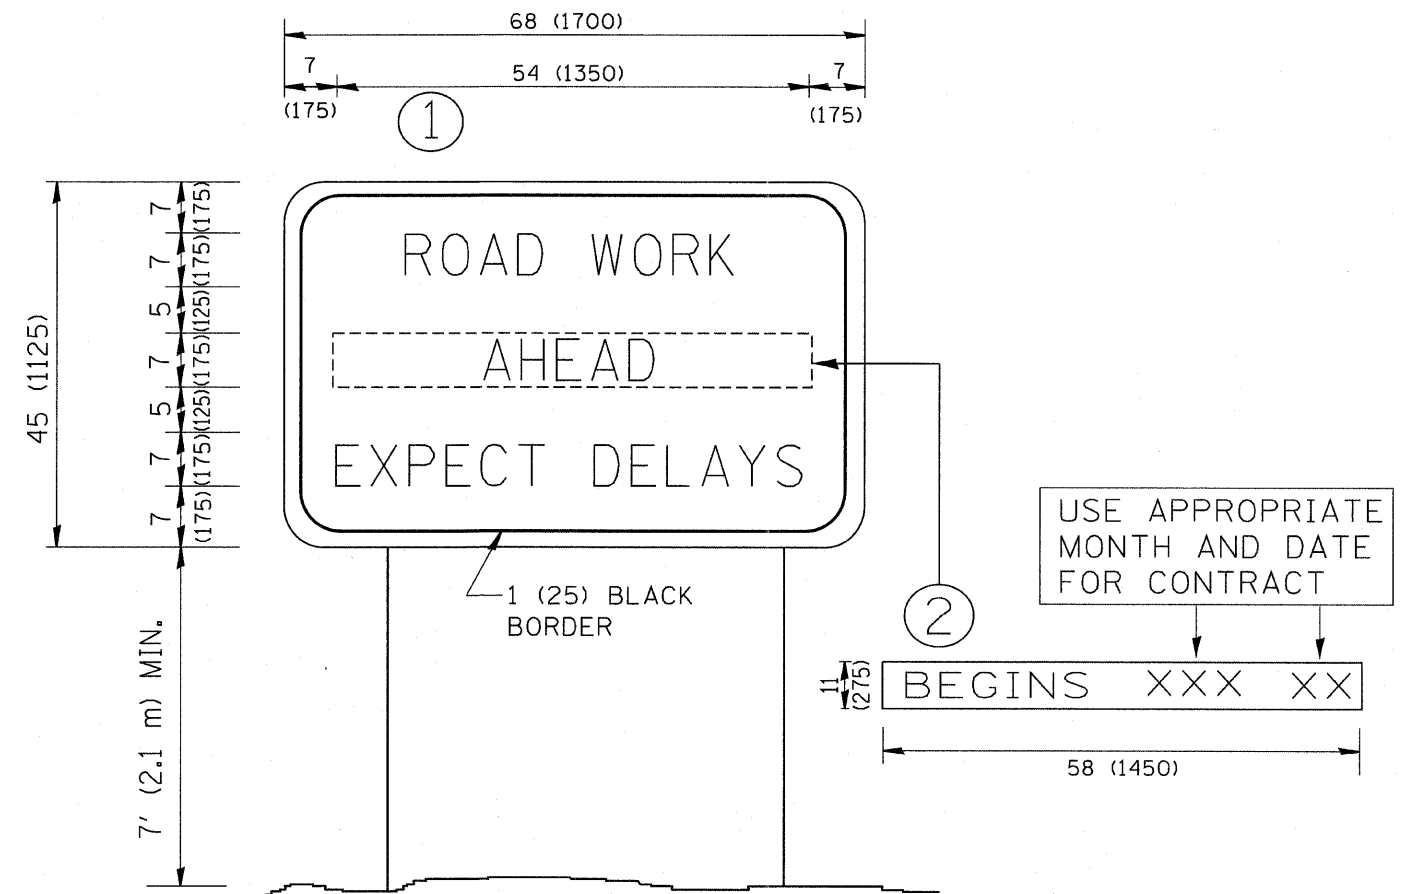 68 (1700)
7 54 (1350) 7
(175) (175)
1
7 (175)
7 (175)
5 (125)
7 (175)
5 (125)
7 (175)
7 (175)
45 (1125)
ROAD WORK
AHEAD
EXPECT DELAYS
1 (25) BLACK
BORDER
7' (2.1 m) MIN.
USE APPROPRIATE
MONTH AND DATE
FOR CONTRACT
2
11
(275)
BEGINS XXX XX
58 (1450)